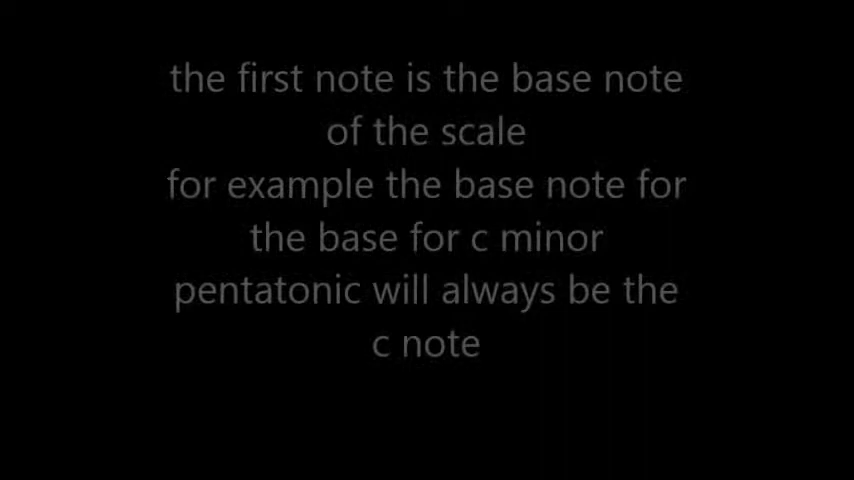 the first note is the base note
of the scale
for example the base note for
the base for c minor
pentatonic will always be the
c note